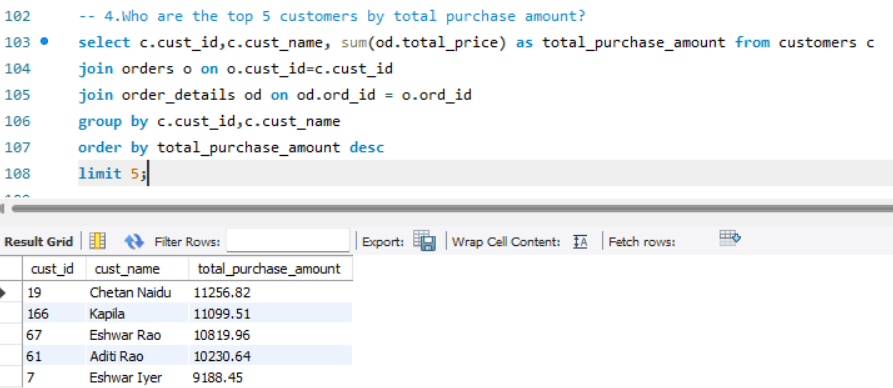 102 -- 4.Who are the top 5 customers by total purchase amount?
103 select c.cust_id,c.cust_name, sum(od.total_price) as total_purchase_amount from customers c
104 join orders o on o.cust_id=c.cust_id
105 join order_details od on od.ord_id = o.ord_id
106 group by c.cust_id,c.cust_name
107 order by total_purchase_amount desc
108 limit 5;
Result Grid Filter Rows: Export: Wrap Cell Content: IA Fetch rows:
cust_id cust_name total_purchase_amount
19 Chetan Naidu 11256.82
166 Kapila 11099.51
67 Eshwar Rao 10819.96
61 Aditi Rao 10230.64
7 Eshwar Iyer 9188.45